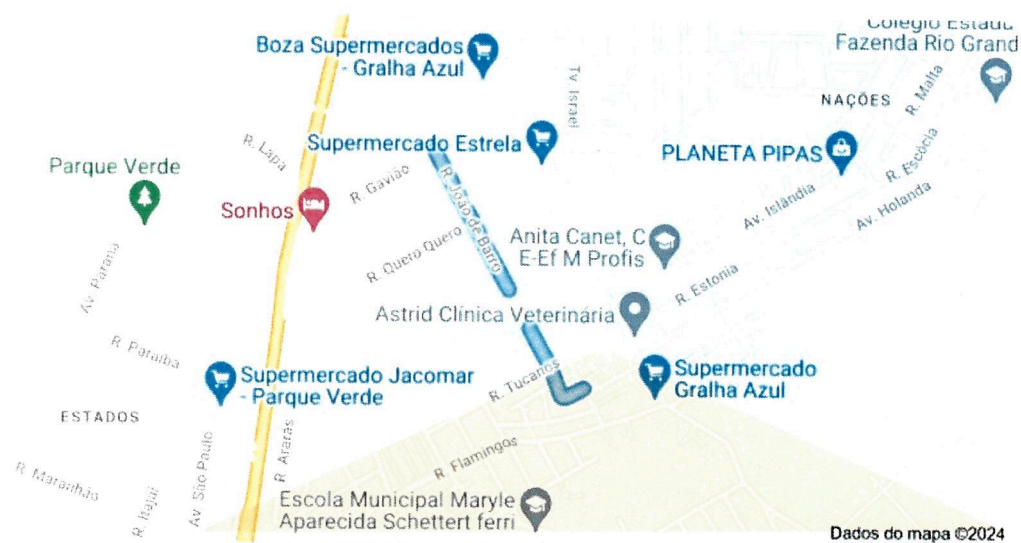 Colégio Estadu
Fazenda Rio Grand
Boza Supermercados
- Gralha Azul
Tv. Israel
NAÇÕES
R. Malta
R. Lapa
Supermercado Estrela
PLANETA PIPAS
R. Escócia
Parque Verde
R. Gavião
R. João de Barro
Av. Islândia
Av. Holanda
Sonhos
R. Quero Quero
Anita Canet, C
E-Ef M Profis
Av. Paraná
R. Estonia
Astrid Clínica Veterinária
R. Paraíba
Supermercado Jacomar
- Parque Verde
R. Tucanos
Supermercado
Gralha Azul
ESTADOS
R. Araras
R. Flamingos
Av. São Paulo
R. Maranhão
R. Itajaí
Escola Municipal Maryle
Aparecida Schettert ferri
Dados do mapa ©2024